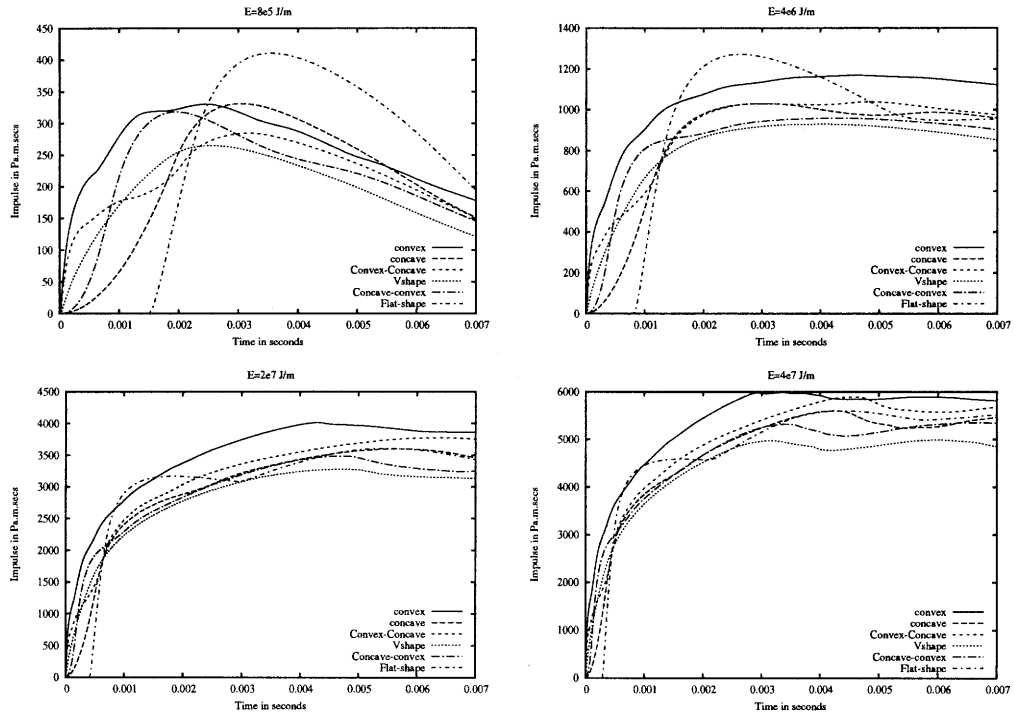 E=8e5 J/m
450
400
350
300
250
200
150
100
50
0
Impulse in Pa.m.secs
convex
concave
Convex-Concave
Vshape
Concave-convex
Flat-shape
0 0.001 0.002 0.003 0.004 0.005 0.006 0.007
Time in seconds
E=4e6 J/m
1400
1200
1000
800
600
400
200
0
Impulse in Pa.m.secs
convex
concave
Convex-Concave
Vshape
Concave-convex
Flat-shape
0 0.001 0.002 0.003 0.004 0.005 0.006 0.007
Time in seconds
E=2e7 J/m
4500
4000
3500
3000
2500
2000
1500
1000
500
0
Impulse in Pa.m.secs
convex
concave
Convex-Concave
Vshape
Concave-convex
Flat-shape
0 0.001 0.002 0.003 0.004 0.005 0.006 0.007
Time in seconds
E=4e7 J/m
6000
5000
4000
3000
2000
1000
0
Impulse in Pa.m.secs
convex
concave
Convex-Concave
Vshape
Concave-convex
Flat-shape
0 0.001 0.002 0.003 0.004 0.005 0.006 0.007
Time in seconds